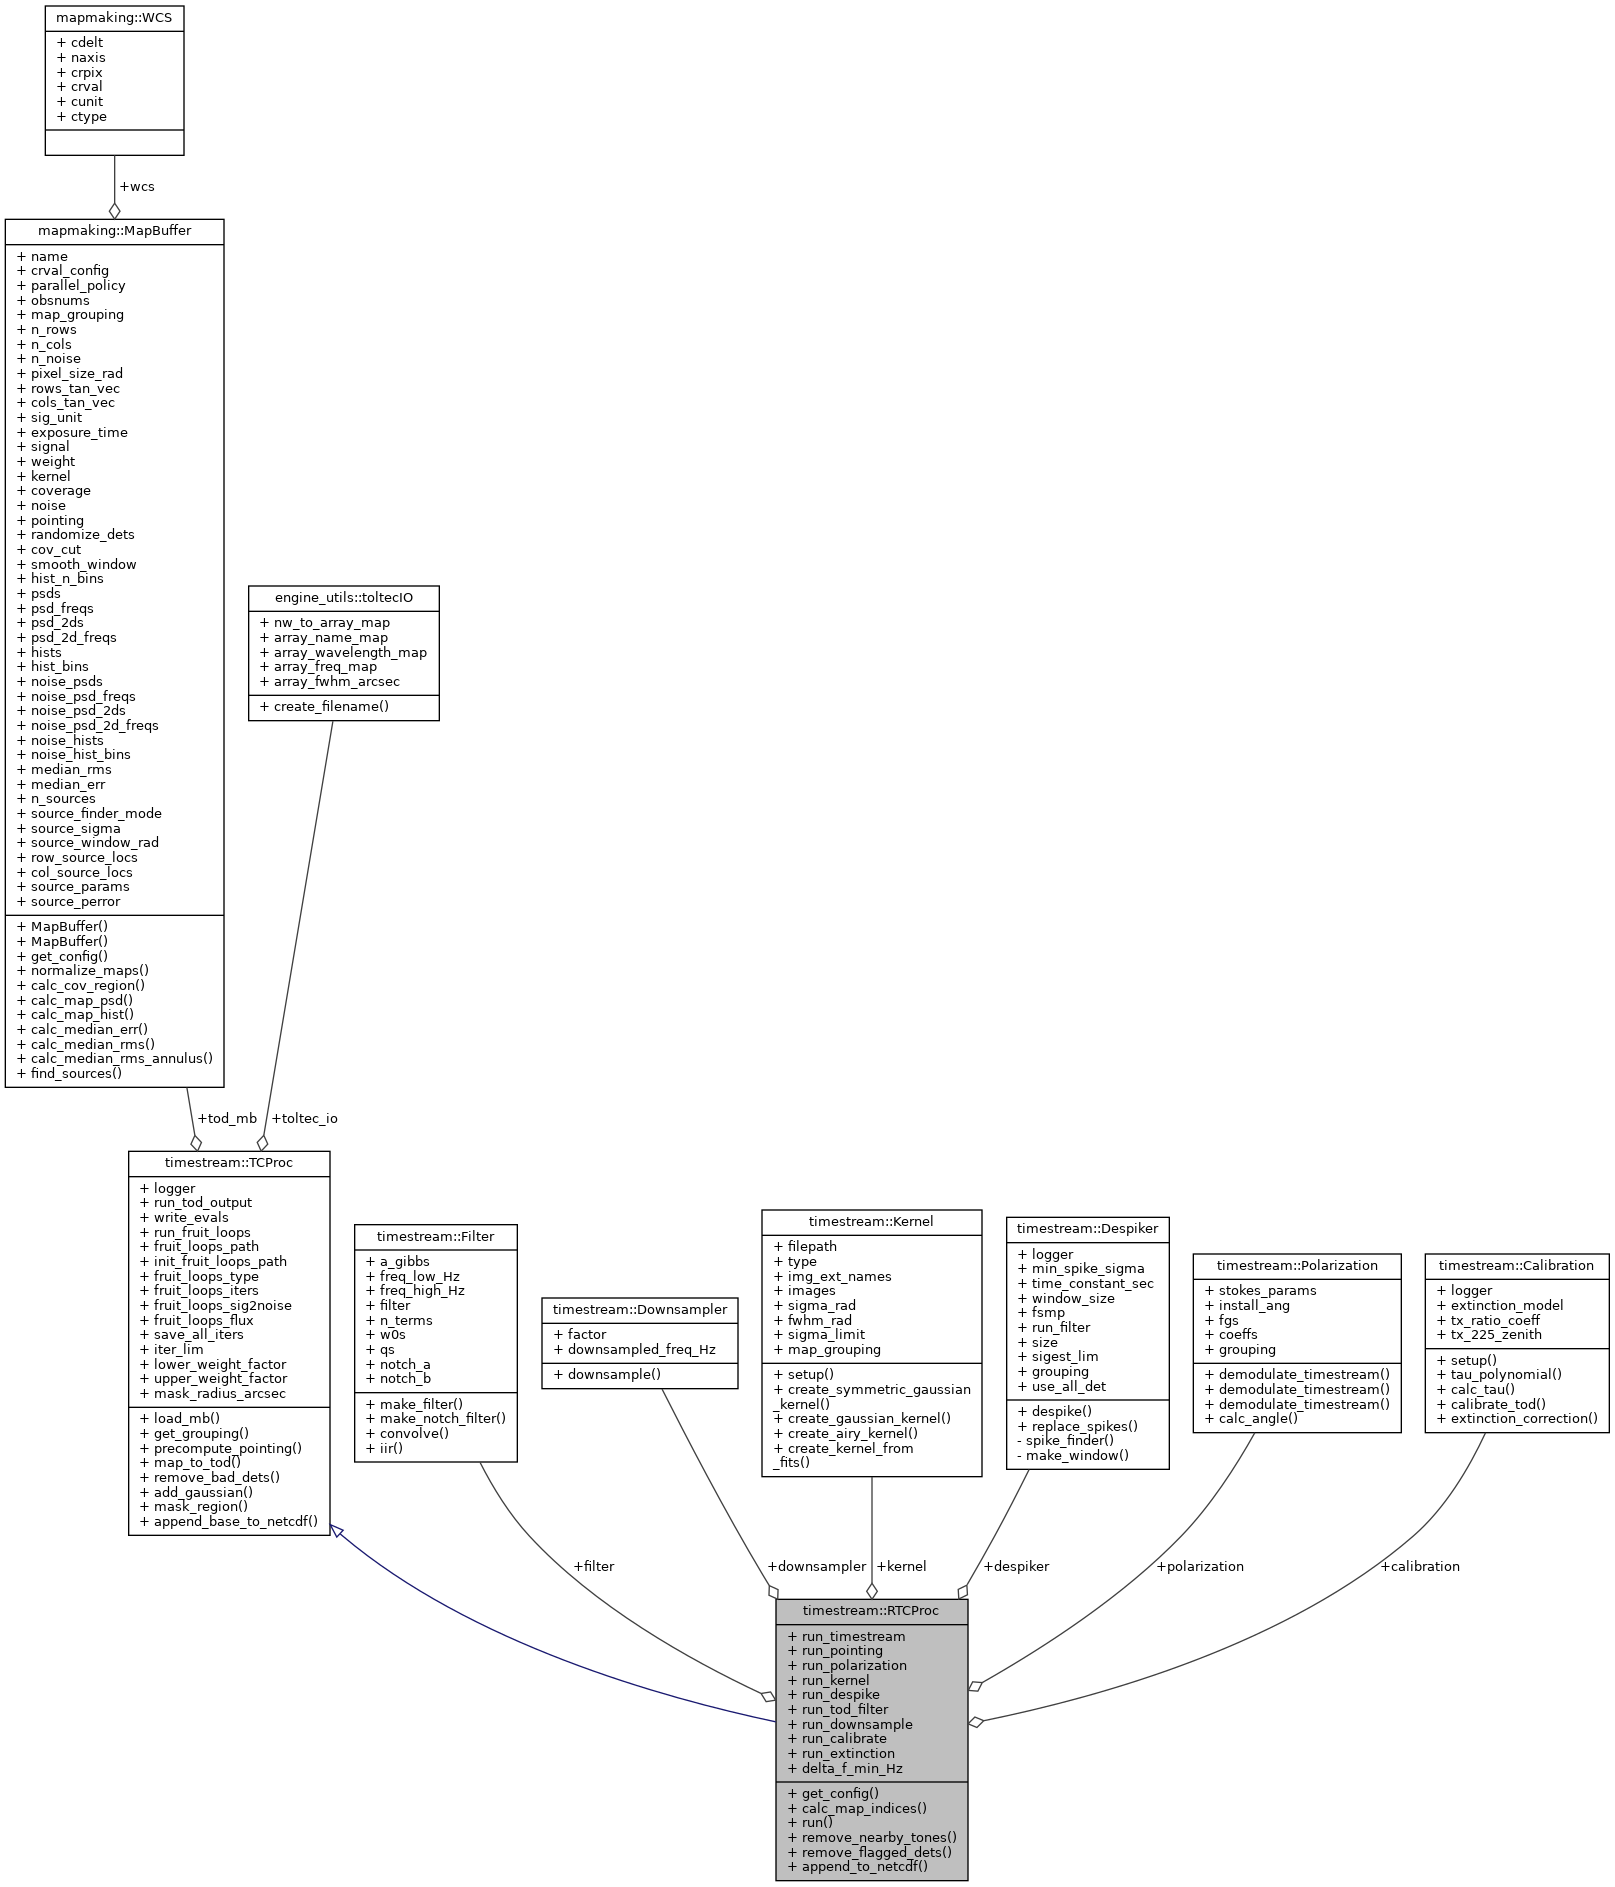 mapmaking::WCS
+ cdelt
+ naxis
+ crpix
+ crval
+ cunit
+ ctype
+wcs
mapmaking::MapBuffer
+ name
+ crval_config
+ parallel_policy
+ obsnums
+ map_grouping
+ n_rows
+ n_cols
+ n_noise
+ pixel_size_rad
+ rows_tan_vec
+ cols_tan_vec
+ sig_unit
+ exposure_time
+ signal
+ weight
+ kernel
+ coverage
+ noise
+ pointing
+ randomize_dets
+ cov_cut
+ smooth_window
+ hist_n_bins
+ psds
+ psd_freqs
+ psd_2ds
+ psd_2d_freqs
+ hists
+ hist_bins
+ noise_psds
+ noise_psd_freqs
+ noise_psd_2ds
+ noise_psd_2d_freqs
+ noise_hists
+ noise_hist_bins
+ median_rms
+ median_err
+ n_sources
+ source_finder_mode
+ source_sigma
+ source_window_rad
+ row_source_locs
+ col_source_locs
+ source_params
+ source_perror
+ MapBuffer()
+ MapBuffer()
+ get_config()
+ normalize_maps()
+ calc_cov_region()
+ calc_map_psd()
+ calc_map_hist()
+ calc_median_err()
+ calc_median_rms()
+ calc_median_rms_annulus()
+ find_sources()
engine_utils::toltecIO
+ nw_to_array_map
+ array_name_map
+ array_wavelength_map
+ array_freq_map
+ array_fwhm_arcsec
+ create_filename()
+tod_mb
+toltec_io
timestream::TCProc
+ logger
+ run_tod_output
+ write_evals
+ run_fruit_loops
+ fruit_loops_path
+ init_fruit_loops_path
+ fruit_loops_type
+ fruit_loops_iters
+ fruit_loops_sig2noise
+ fruit_loops_flux
+ save_all_iters
+ iter_lim
+ lower_weight_factor
+ upper_weight_factor
+ mask_radius_arcsec
+ load_mb()
+ get_grouping()
+ precompute_pointing()
+ map_to_tod()
+ remove_bad_dets()
+ add_gaussian()
+ mask_region()
+ append_base_to_netcdf()
timestream::Filter
+ a_gibbs
+ freq_low_Hz
+ freq_high_Hz
+ filter
+ n_terms
+ w0s
+ qs
+ notch_a
+ notch_b
+ make_filter()
+ make_notch_filter()
+ convolve()
+ iir()
timestream::Downsampler
+ factor
+ downsampled_freq_Hz
+ downsample()
timestream::Kernel
+ filepath
+ type
+ img_ext_names
+ images
+ sigma_rad
+ fwhm_rad
+ sigma_limit
+ map_grouping
+ setup()
+ create_symmetric_gaussian
_kernel()
+ create_gaussian_kernel()
+ create_airy_kernel()
+ create_kernel_from
_fits()
timestream::Despiker
+ logger
+ min_spike_sigma
+ time_constant_sec
+ window_size
+ fsmp
+ run_filter
+ size
+ sigest_lim
+ grouping
+ use_all_det
+ despike()
+ replace_spikes()
- spike_finder()
- make_window()
timestream::Polarization
+ stokes_params
+ install_ang
+ fgs
+ coeffs
+ grouping
+ demodulate_timestream()
+ demodulate_timestream()
+ demodulate_timestream()
+ calc_angle()
timestream::Calibration
+ logger
+ extinction_model
+ tx_ratio_coeff
+ tx_225_zenith
+ setup()
+ tau_polynomial()
+ calc_tau()
+ calibrate_tod()
+ extinction_correction()
+filter
+downsampler
+kernel
+despiker
+polarization
+calibration
timestream::RTCProc
+ run_timestream
+ run_pointing
+ run_polarization
+ run_kernel
+ run_despike
+ run_tod_filter
+ run_downsample
+ run_calibrate
+ run_extinction
+ delta_f_min_Hz
+ get_config()
+ calc_map_indices()
+ run()
+ remove_nearby_tones()
+ remove_flagged_dets()
+ append_to_netcdf()